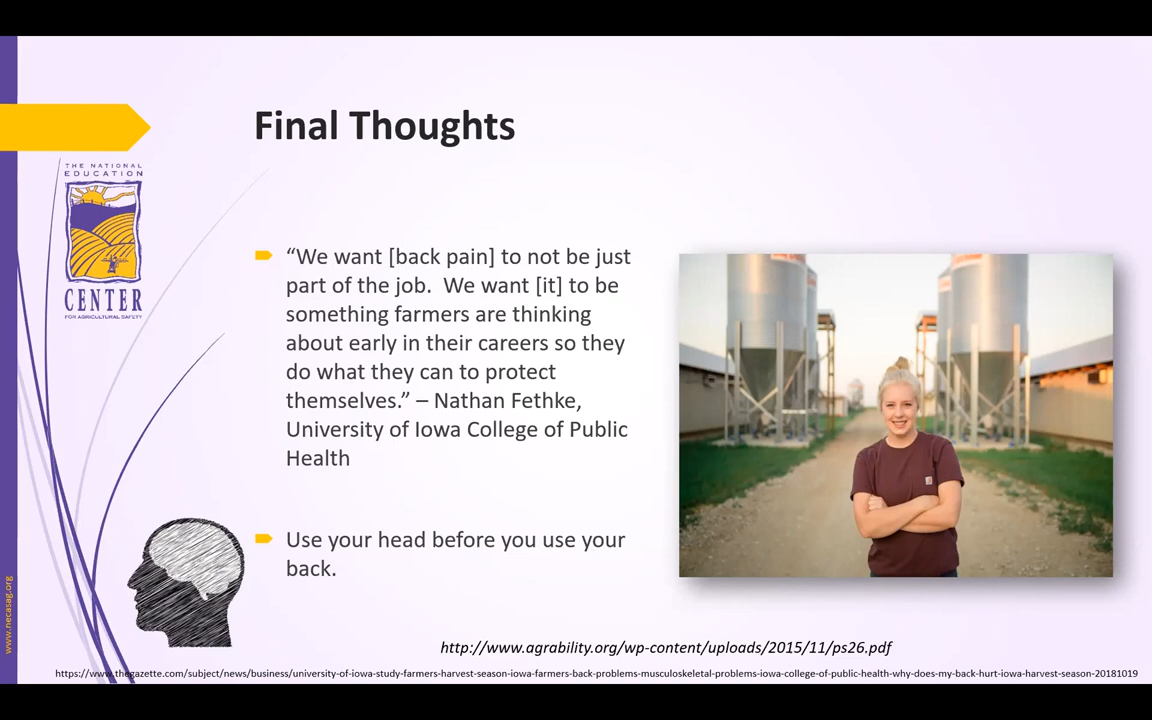 Final Thoughts
THE NATIONAL
EDUCATION
CENTER
FOR AGRICULTURAL SAFETY
“We want [back pain] to not be just
part of the job.  We want [it] to be
something farmers are thinking
about early in their careers so they
do what they can to protect
themselves.” – Nathan Fethke,
University of Iowa College of Public
Health
Use your head before you use your
back.
www.necasag.org
http://www.agrability.org/wp-content/uploads/2015/11/ps26.pdf
https://www.thegazette.com/subject/news/business/university-of-iowa-study-farmers-harvest-season-iowa-farmers-back-problems-musculoskeletal-problems-iowa-college-of-public-health-why-does-my-back-hurt-iowa-harvest-season-20181019